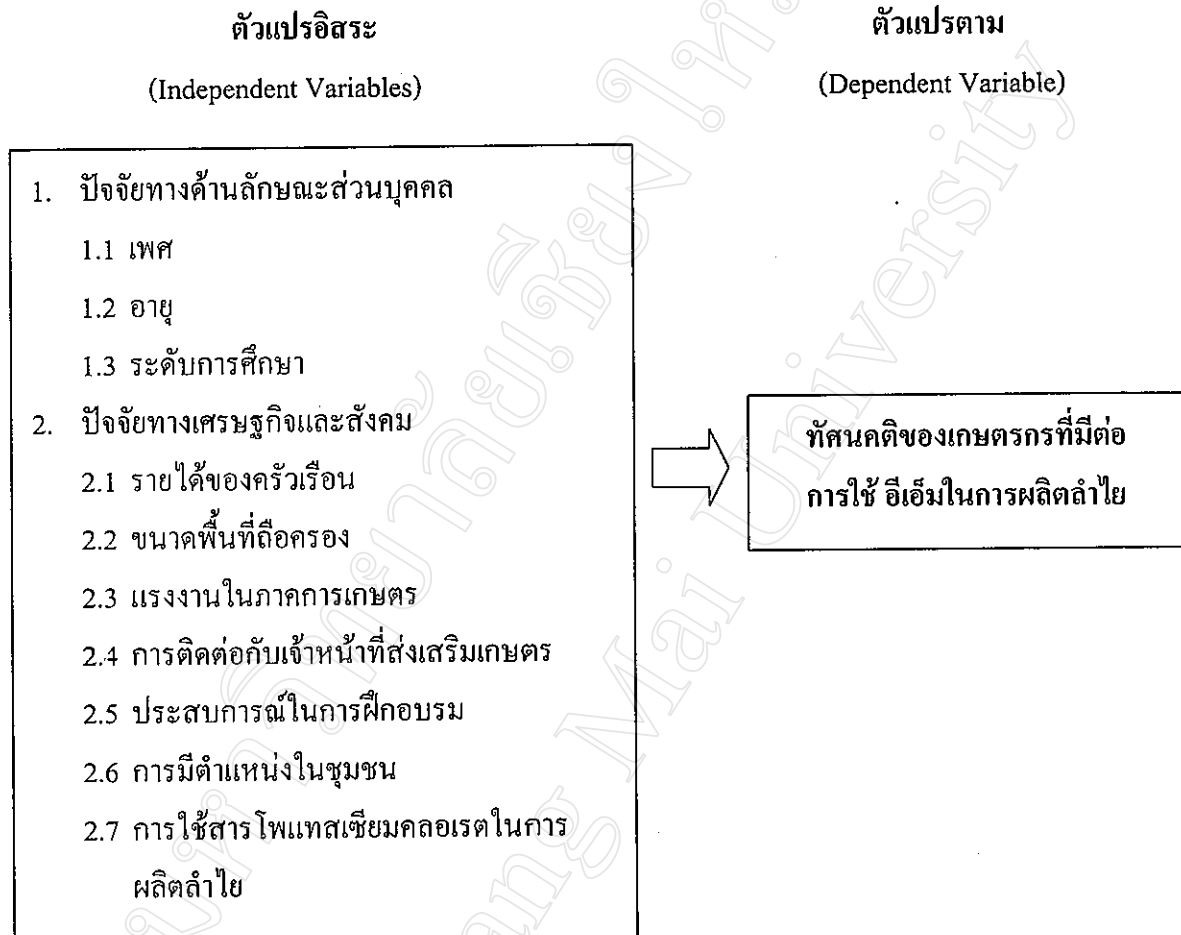 ตัวแปรอิสระ
(Independent Variables)
ตัวแปรตาม
(Dependent Variable)
1. ปัจจัยทางด้านลักษณะส่วนบุคคล
1.1 เพศ
1.2 อายุ
1.3 ระดับการศึกษา
2. ปัจจัยทางเศรษฐกิจและสังคม
2.1 รายได้ของครัวเรือน
2.2 ขนาดพื้นที่ถือครอง
2.3 แรงงานในภาคการเกษตร
2.4 การติดต่อกับเจ้าหน้าที่ส่งเสริมเกษตร
2.5 ประสบการณ์ในการฝึกอบรม
2.6 การมีตำแหน่งในชุมชน
2.7 การใช้สารโพแทสเซียมคลอเรตในการ
ผลิตลำไย
ทัศนคติของเกษตรกรที่มีต่อ
การใช้ อีเอ็มในการผลิตลำไย
ang Mai University